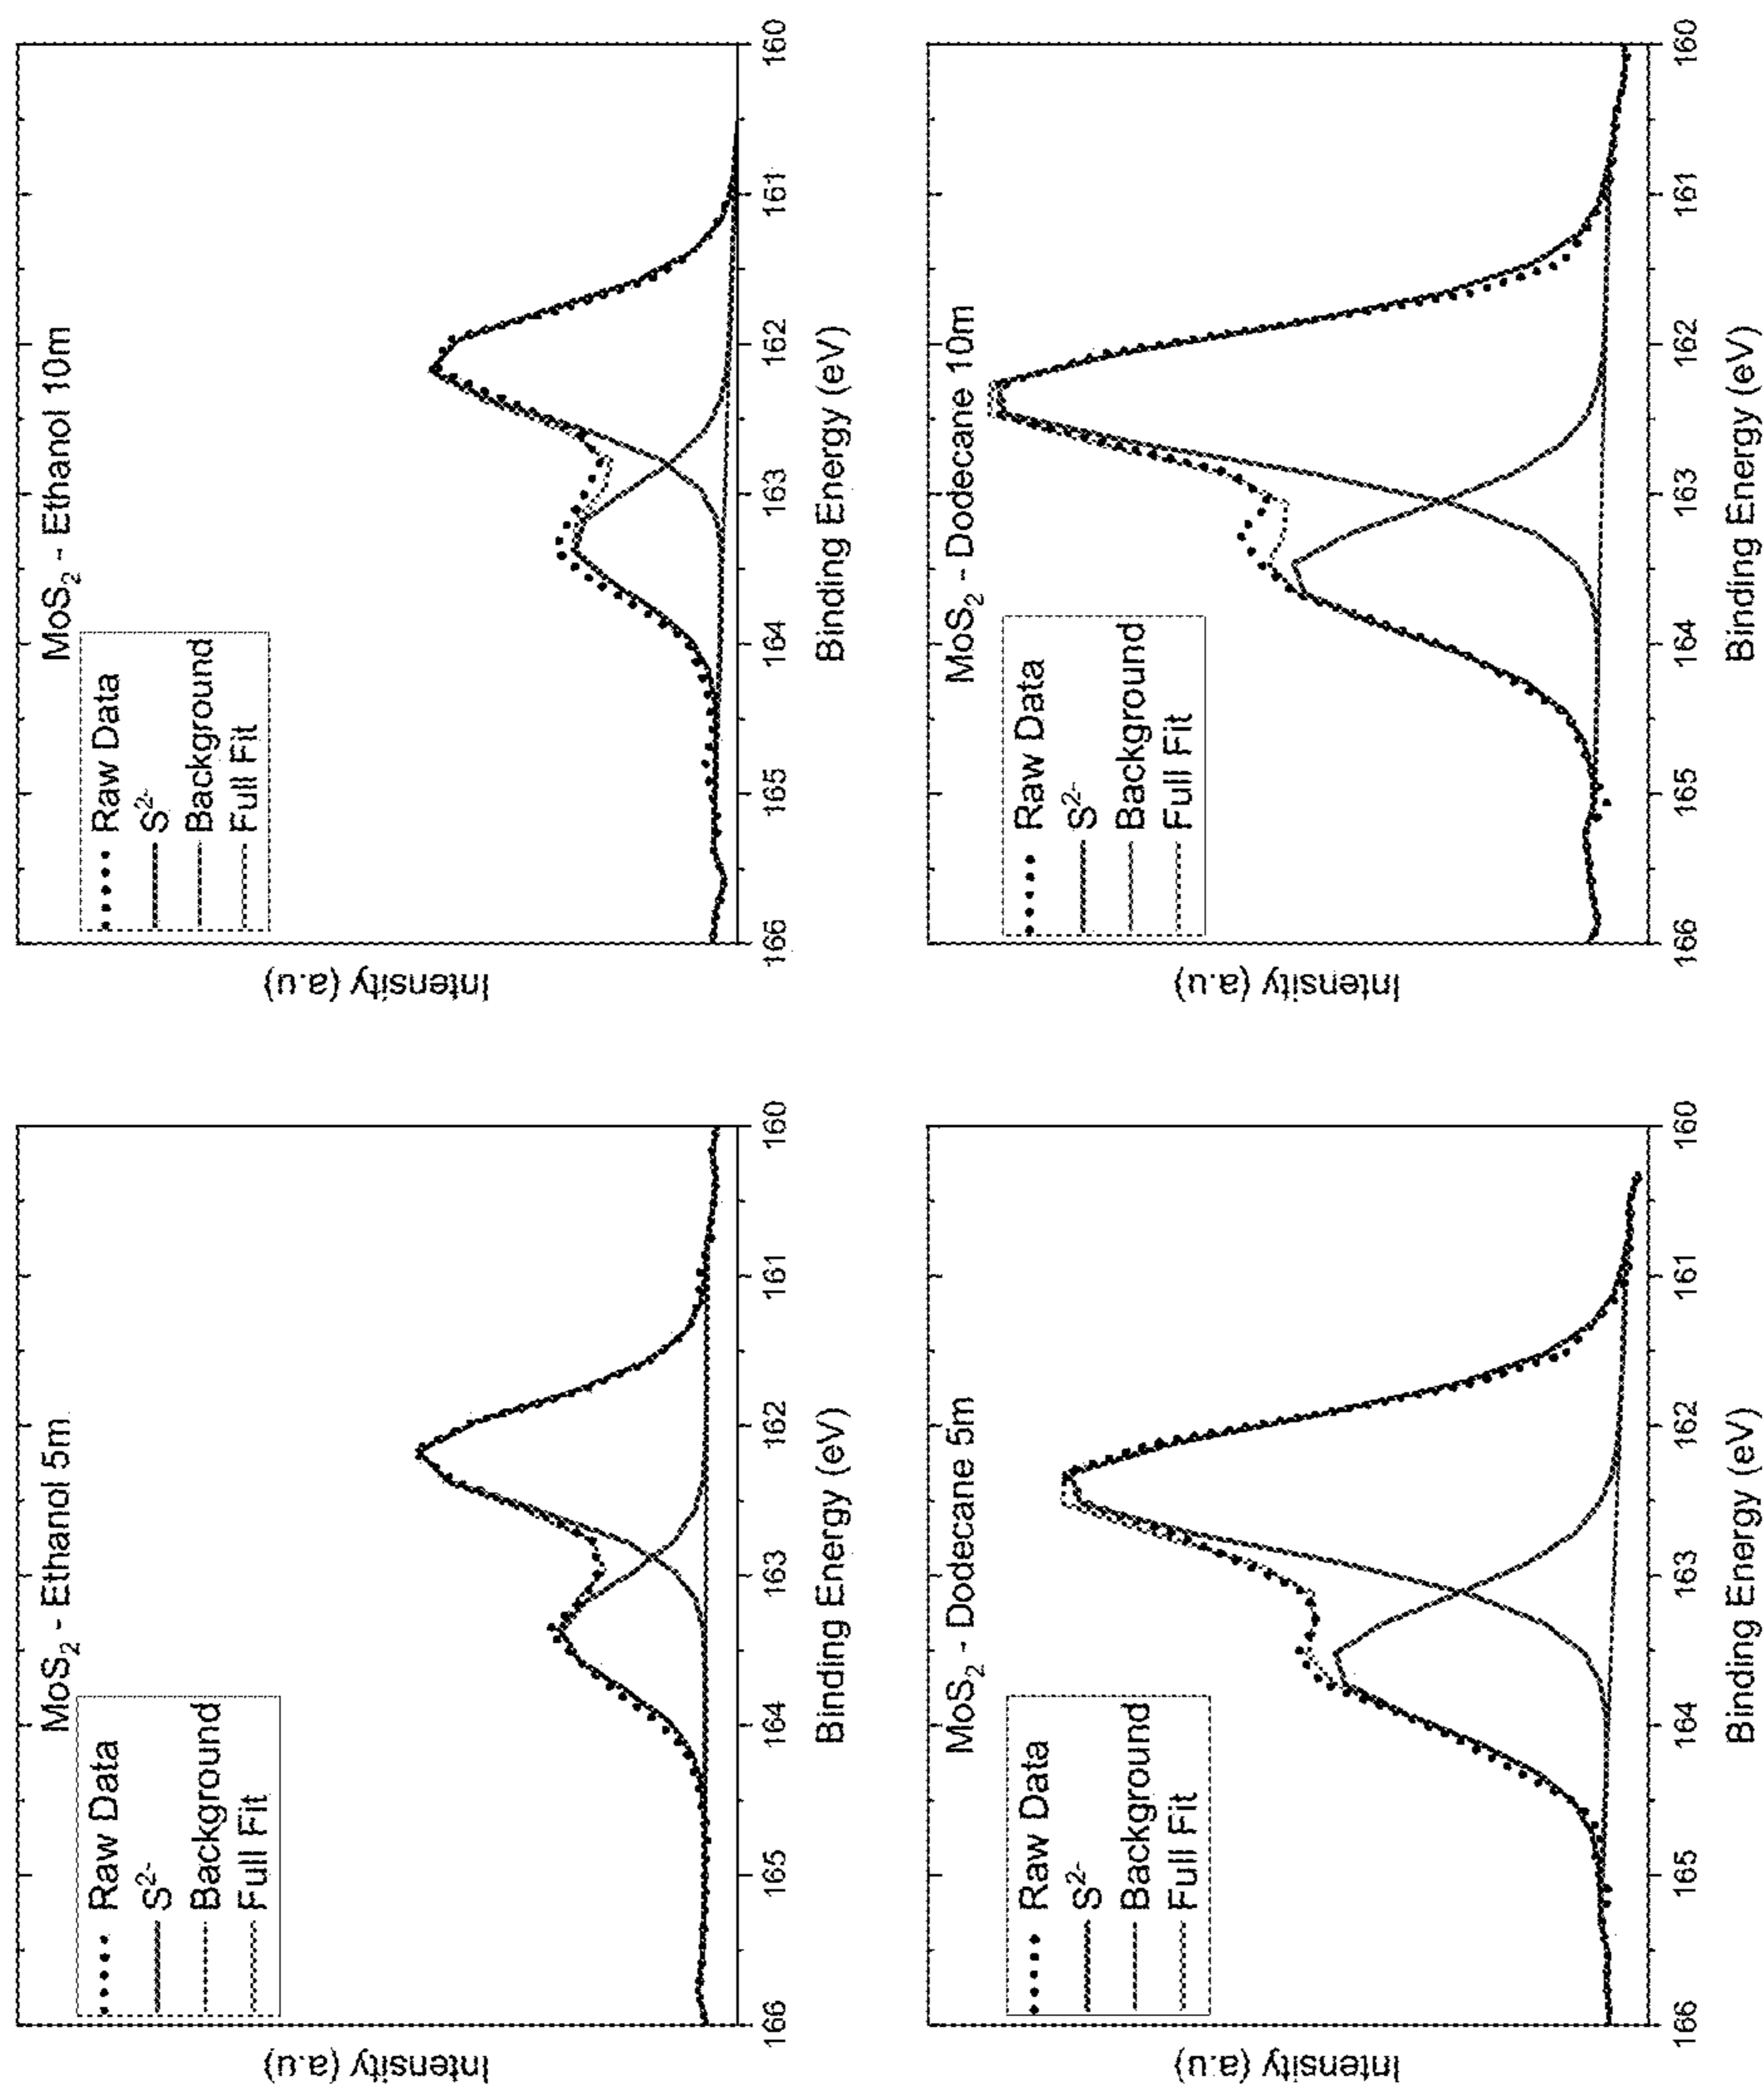 MoS2 - Ethanol 5m
Raw Data
S2-
Background
Full Fit
Intensity (a.u)
166 165 164 163 162 161 160
Binding Energy (eV)
MoS2 - Ethanol 10m
Raw Data
S2-
Background
Full Fit
Intensity (a.u)
166 165 164 163 162 161 160
Binding Energy (eV)
MoS2 - Dodecane 5m
Raw Data
S2-
Background
Full Fit
Intensity (a.u)
166 165 164 163 162 161 160
Binding Energy (eV)
MoS2 - Dodecane 10m
Raw Data
S2-
Background
Full Fit
Intensity (a.u)
166 165 164 163 162 161 160
Binding Energy (eV)